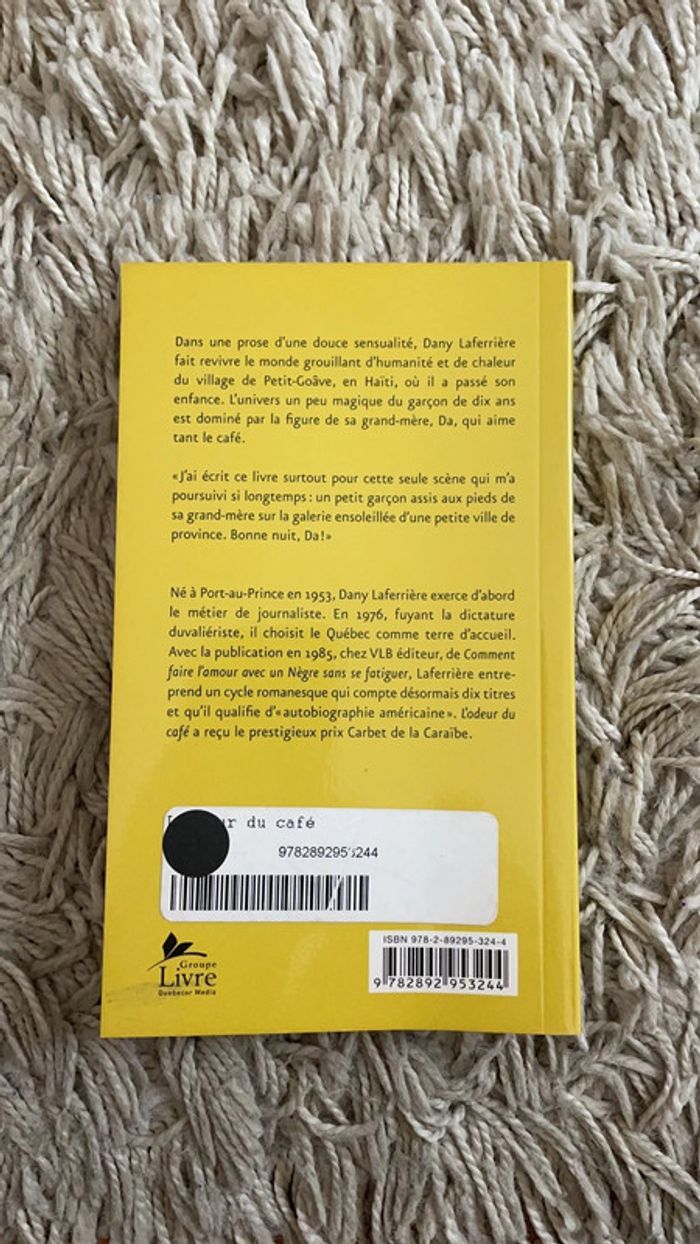 Dans une prose d'une douce sensualité, Dany Laferrière
fait revivre le monde grouillant d'humanité et de chaleur
du village de Petit-Goâve, en Haïti, où il a passé son
enfance. L'univers un peu magique du garçon de dix ans
est dominé par la figure de sa grand-mère, Da, qui aime
tant le café.
«J'ai écrit ce livre surtout pour cette seule scène qui m'a
poursuivi si longtemps : un petit garçon assis aux pieds de
sa grand-mère sur la galerie ensoleillée d'une petite ville de
province. Bonne nuit, Da!»
Né à Port-au-Prince en 1953, Dany Laferrière exerce d'abord
le métier de journaliste. En 1976, fuyant la dictature
duvaliériste, il choisit le Québec comme terre d'accueil.
Avec la publication en 1985, chez VLB éditeur, de Comment
faire l'amour avec un Nègre sans se fatiguer, Laferrière entre-
prend un cycle romanesque qui compte désormais dix titres
et qu'il qualifie d'«autobiographie américaine». L'odeur du
café a reçu le prestigieux prix Carbet de la Caraïbe.
du café
ISBN 978-2-89295-324-4
9 782892 953244
Groupe
Livre
Quebecor Media